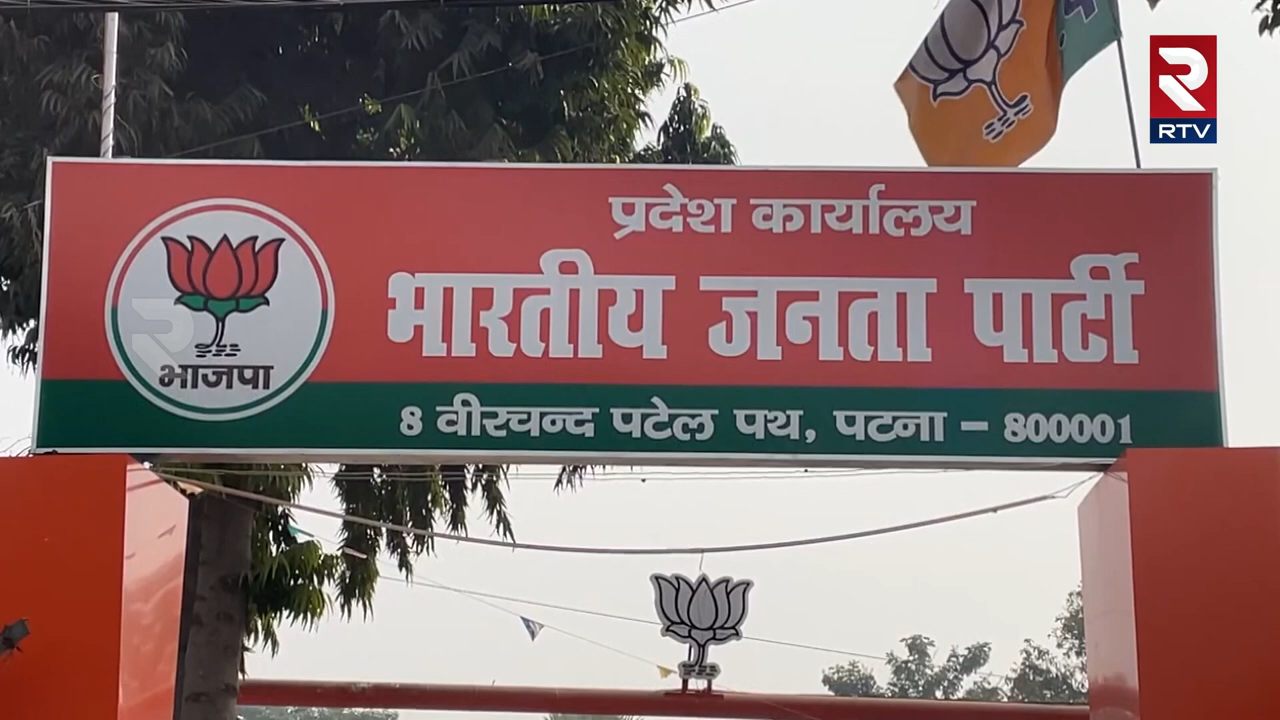 RTV
प्रदेश कार्यालय
भारतीय जनता पार्टी
भाजपा
8 वीरचन्द पटेल पथ, पटना - 800001